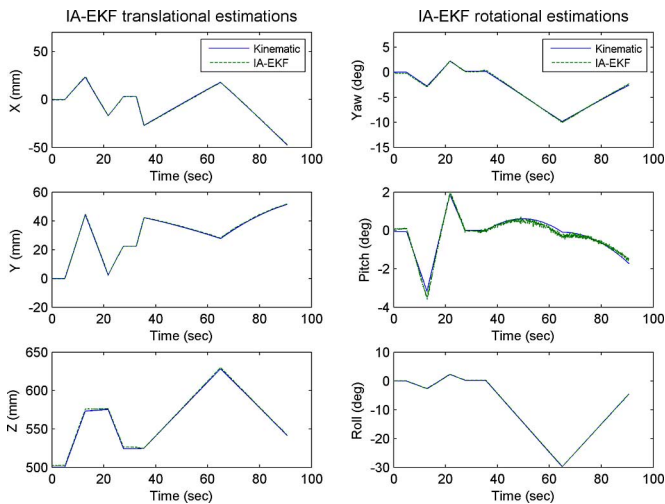 IA-EKF translational estimations
50
0
-50
X (mm)
Kinematic
IA-EKF
0 20 40 60 80 100
Time (sec)
60
40
20
0
-20
Y (mm)
0 20 40 60 80 100
Time (sec)
650
600
550
500
Z (mm)
0 20 40 60 80 100
Time (sec)
IA-EKF rotational estimations
5
0
-5
-10
15
Yaw (deg)
Kinematic
IA-EKF
0 20 40 60 80 100
Time (sec)
2
0
-2
4
Pitch (deg)
0 20 40 60 80 100
Time (sec)
10
0
-10
-20
-30
Roll (deg)
0 20 40 60 80 100
Time (sec)